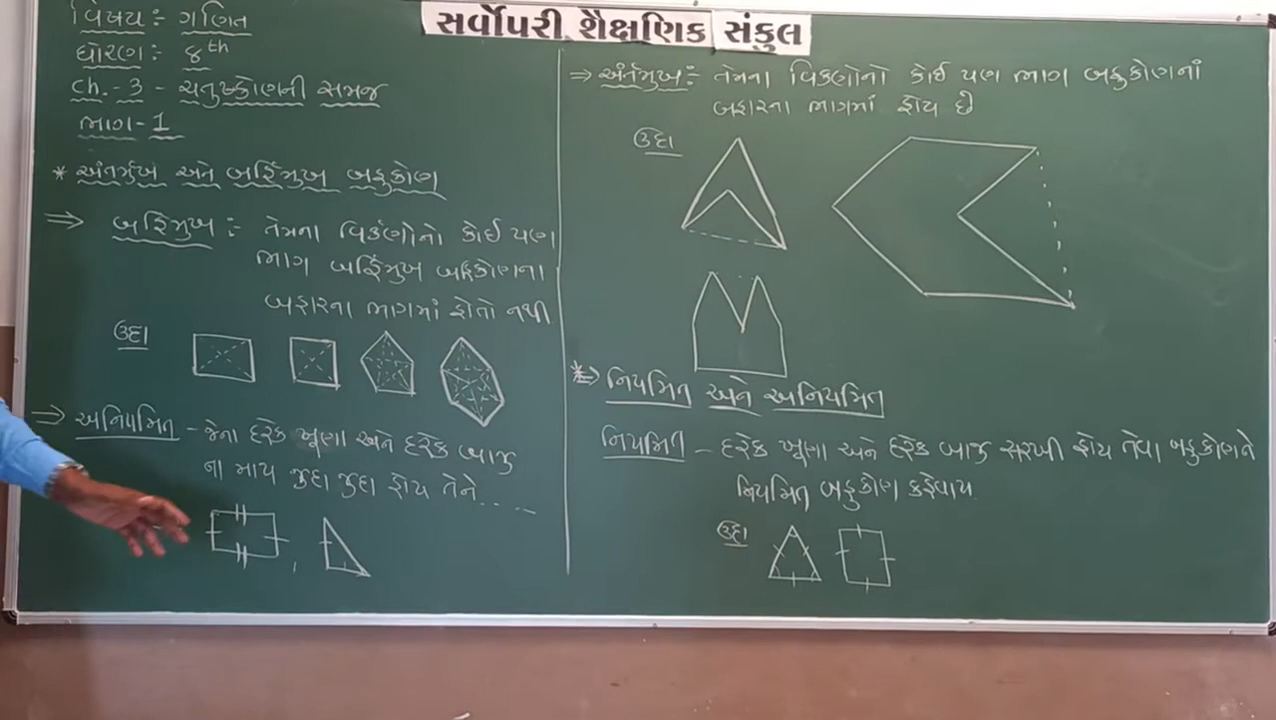 સર્વોપરી શૈક્ષણિક સંકુલ
વિષય :- ગણિત
ધોરણ :- ૪th
ch. - 3 - ચતુષ્કોણની સમજ
ભાગ - 1
* અંતર્મુખ અને બહિર્મુખ બહુકોણ
⇒ બહિર્મુખ :- તેમના વિકર્ણોનો કોઈ પણ
ભાગ બહિર્મુખ બહુકોણના
બહારના ભાગમાં હોતો નથી
ઉદા
⇒ અનિયમિત - જેના દરેક ખૂણા અને દરેક બાજુ
ના માપ જુદા જુદા હોય તેને....
⇒ અંર્તમુખ :- તેમના વિકર્ણોનો કોઈ પણ ભાગ બહુકોણનાં
બહારના ભાગમાં હોય છે
ઉદા
*⇒ નિયમિત અને અનિયમિત
નિયમિત - દરેક ખૂણા અને દરેક બાજુ સરખી હોય તેવા બહુકોણને
નિયમિત બહુકોણ કહેવાય
ઉદા